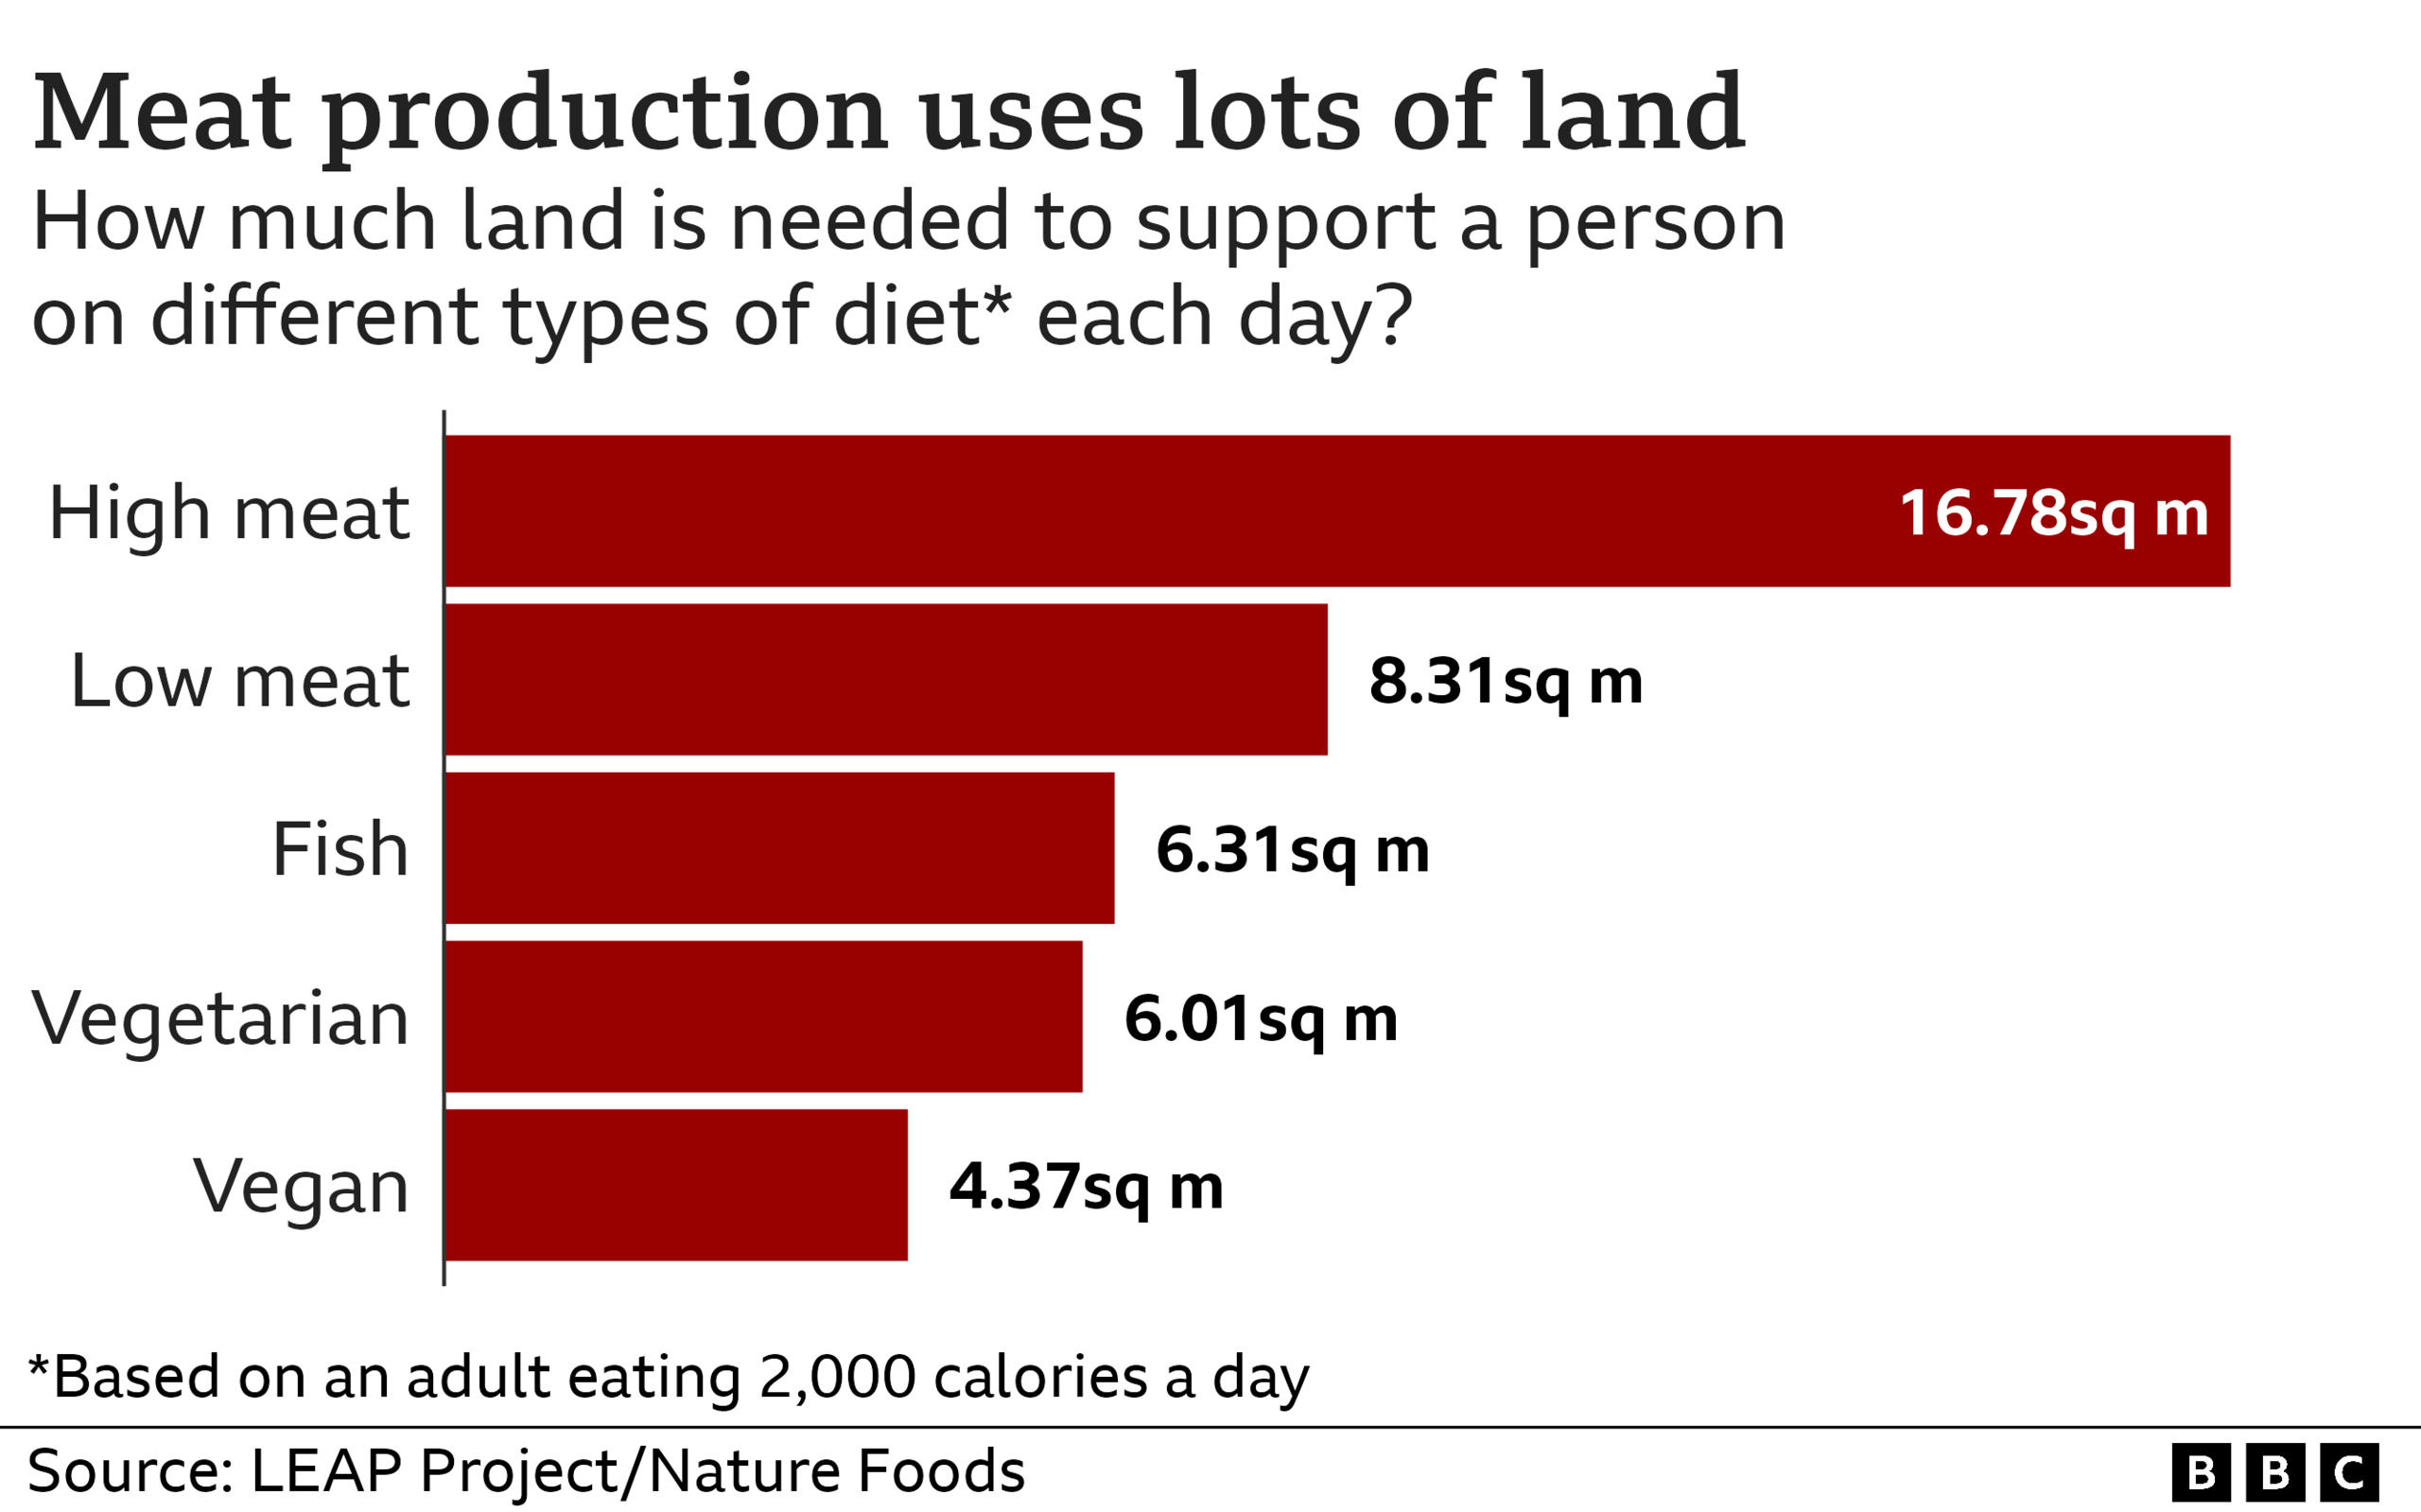 Meat production uses lots of land
How much land is needed to support a person
on different types of diet* each day?
High meat 16.78sq m
Low meat 8.31sq m
Fish 6.31sq m
Vegetarian 6.01sq m
Vegan 4.37sq m
*Based on an adult eating 2,000 calories a day
Source: LEAP Project/Nature Foods BBC